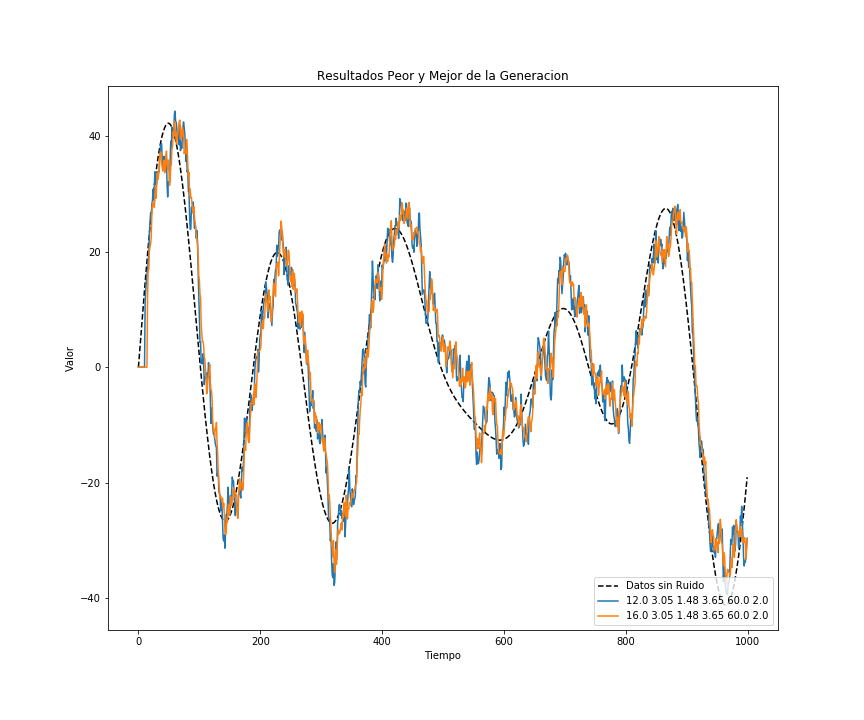 Resultados Peor y Mejor de la Generacion
Valor
40
20
0
−20
−40
0
200
400
600
800
1000
Tiempo
Datos sin Ruido
12.0 3.05 1.48 3.65 60.0 2.0
16.0 3.05 1.48 3.65 60.0 2.0